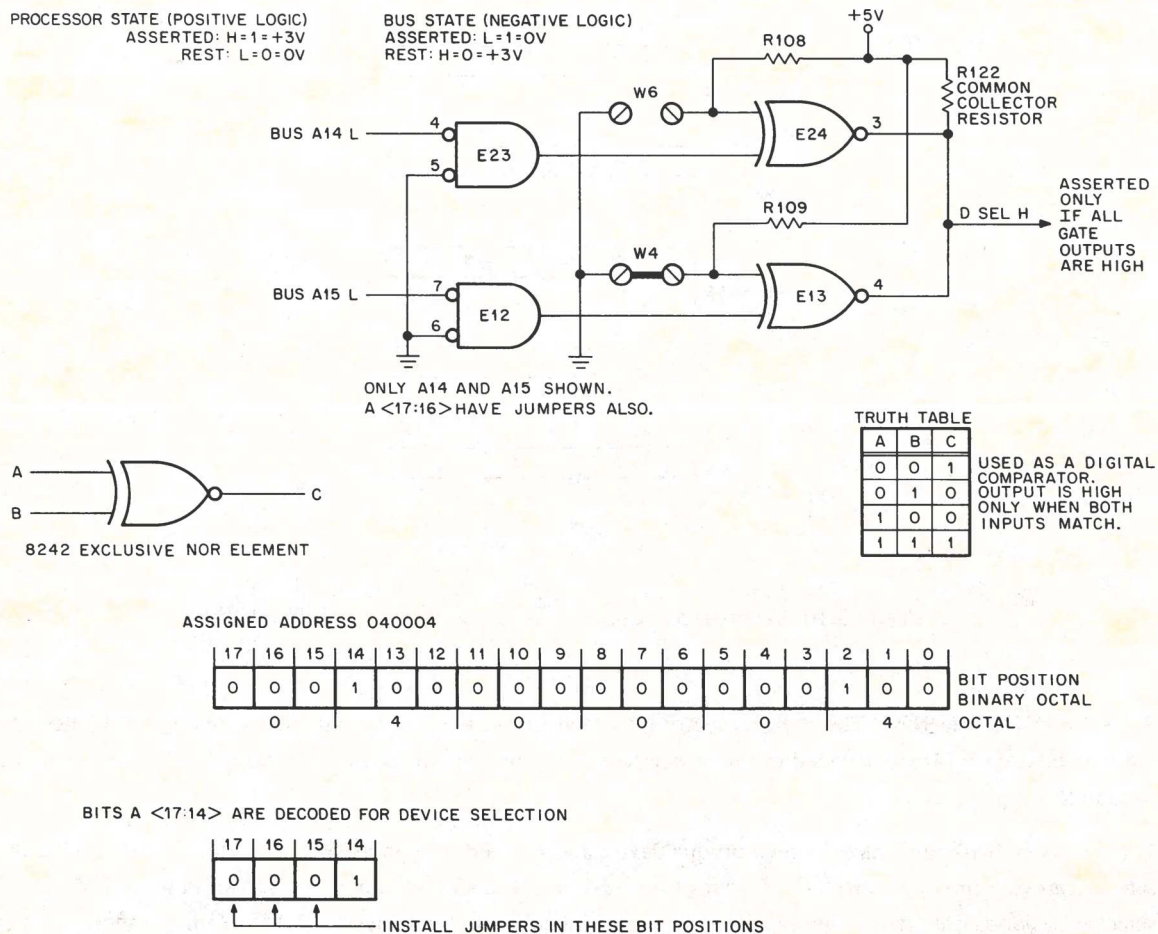 PROCESSOR STATE (POSITIVE LOGIC)
ASSERTED: H=1=+3V
REST: L=0=0V
BUS STATE (NEGATIVE LOGIC)
ASSERTED: L=1=0V
REST: H=0=+3V
+5V
R108
R122
COMMON
COLLECTOR
RESISTOR
W6
BUS A14 L
4
5
E23
E24
3
R109
D SEL H
ASSERTED
ONLY
IF ALL
GATE
OUTPUTS
ARE HIGH
W4
BUS A15 L
7
6
E12
E13
4
ONLY A14 AND A15 SHOWN.
A <17:16> HAVE JUMPERS ALSO.
TRUTH TABLE
A B C
0 0 1
0 1 0
1 0 0
1 1 1
USED AS A DIGITAL
COMPARATOR.
OUTPUT IS HIGH
ONLY WHEN BOTH
INPUTS MATCH.
A
B
C
8242 EXCLUSIVE NOR ELEMENT
ASSIGNED ADDRESS 040004
17 16 15 14 13 12 11 10 9 8 7 6 5 4 3 2 1 0 BIT POSITION
0 0 0 1 0 0 0 0 0 0 0 0 0 0 0 1 0 0 BINARY OCTAL
0 4 0 0 0 4 OCTAL
BITS A <17:14> ARE DECODED FOR DEVICE SELECTION
17 16 15 14
0 0 0 1
INSTALL JUMPERS IN THESE BIT POSITIONS